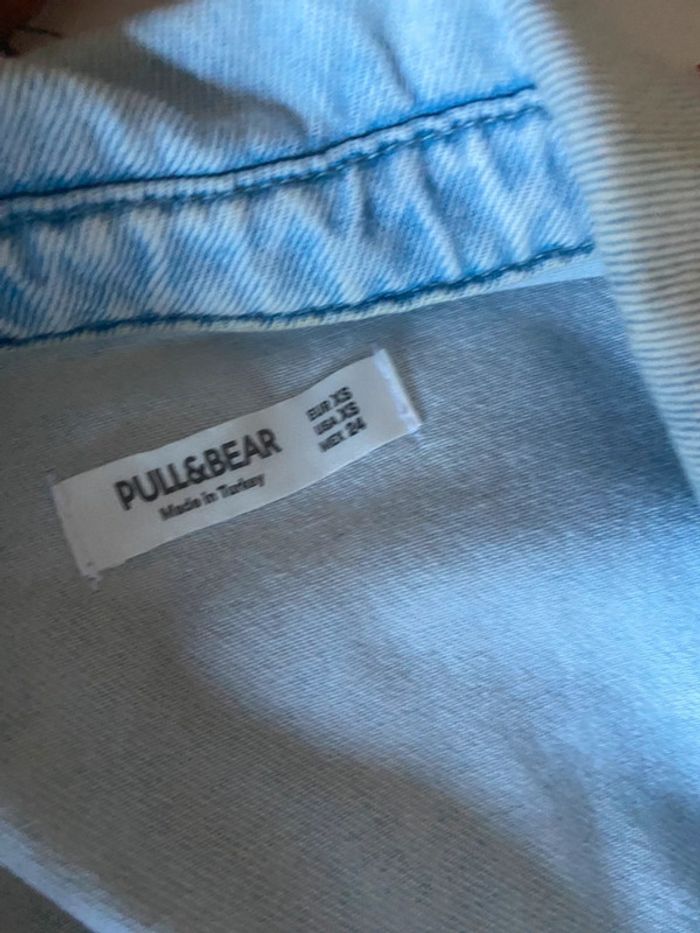 PULL&BEAR
Made in Turkey
EUR XS
USA XS
MEX 24